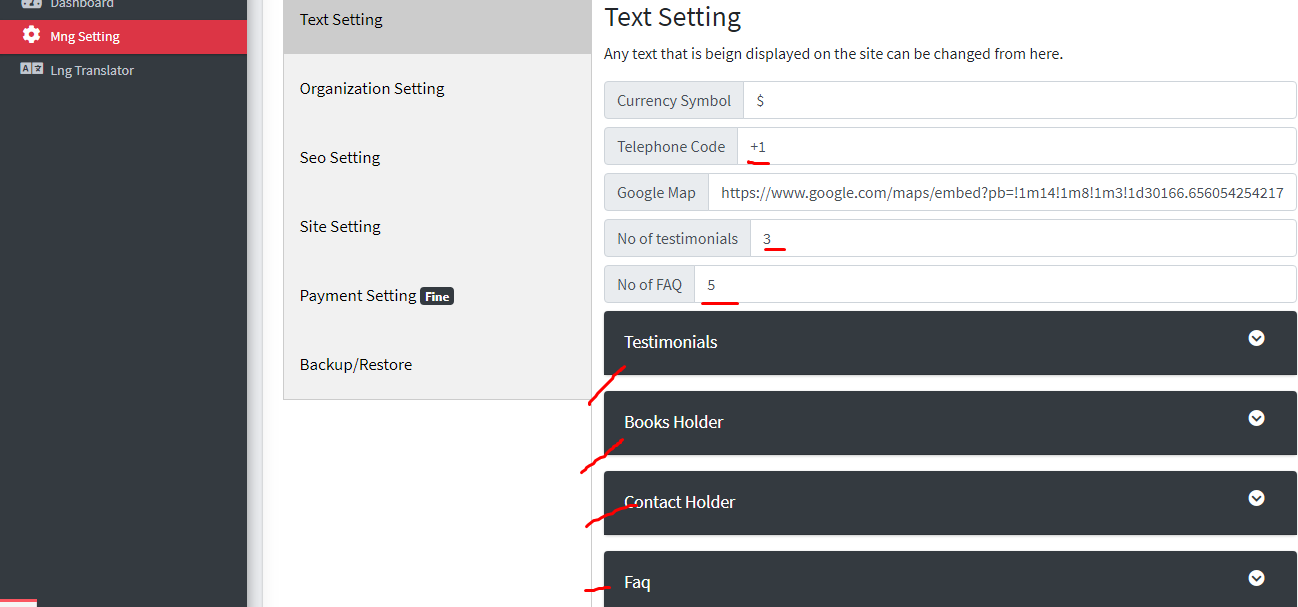 Dashboard
Mng Setting
Lng Translator
Text Setting
Organization Setting
Seo Setting
Site Setting
Payment Setting Fine
Backup/Restore
Text Setting
Any text that is beign displayed on the site can be changed from here.
Currency Symbol $
Telephone Code +1
Google Map https://www.google.com/maps/embed?pb=!1m14!1m8!1m3!1d30166.656054254217
No of testimonials 3
No of FAQ 5
Testimonials
Books Holder
Contact Holder
Faq